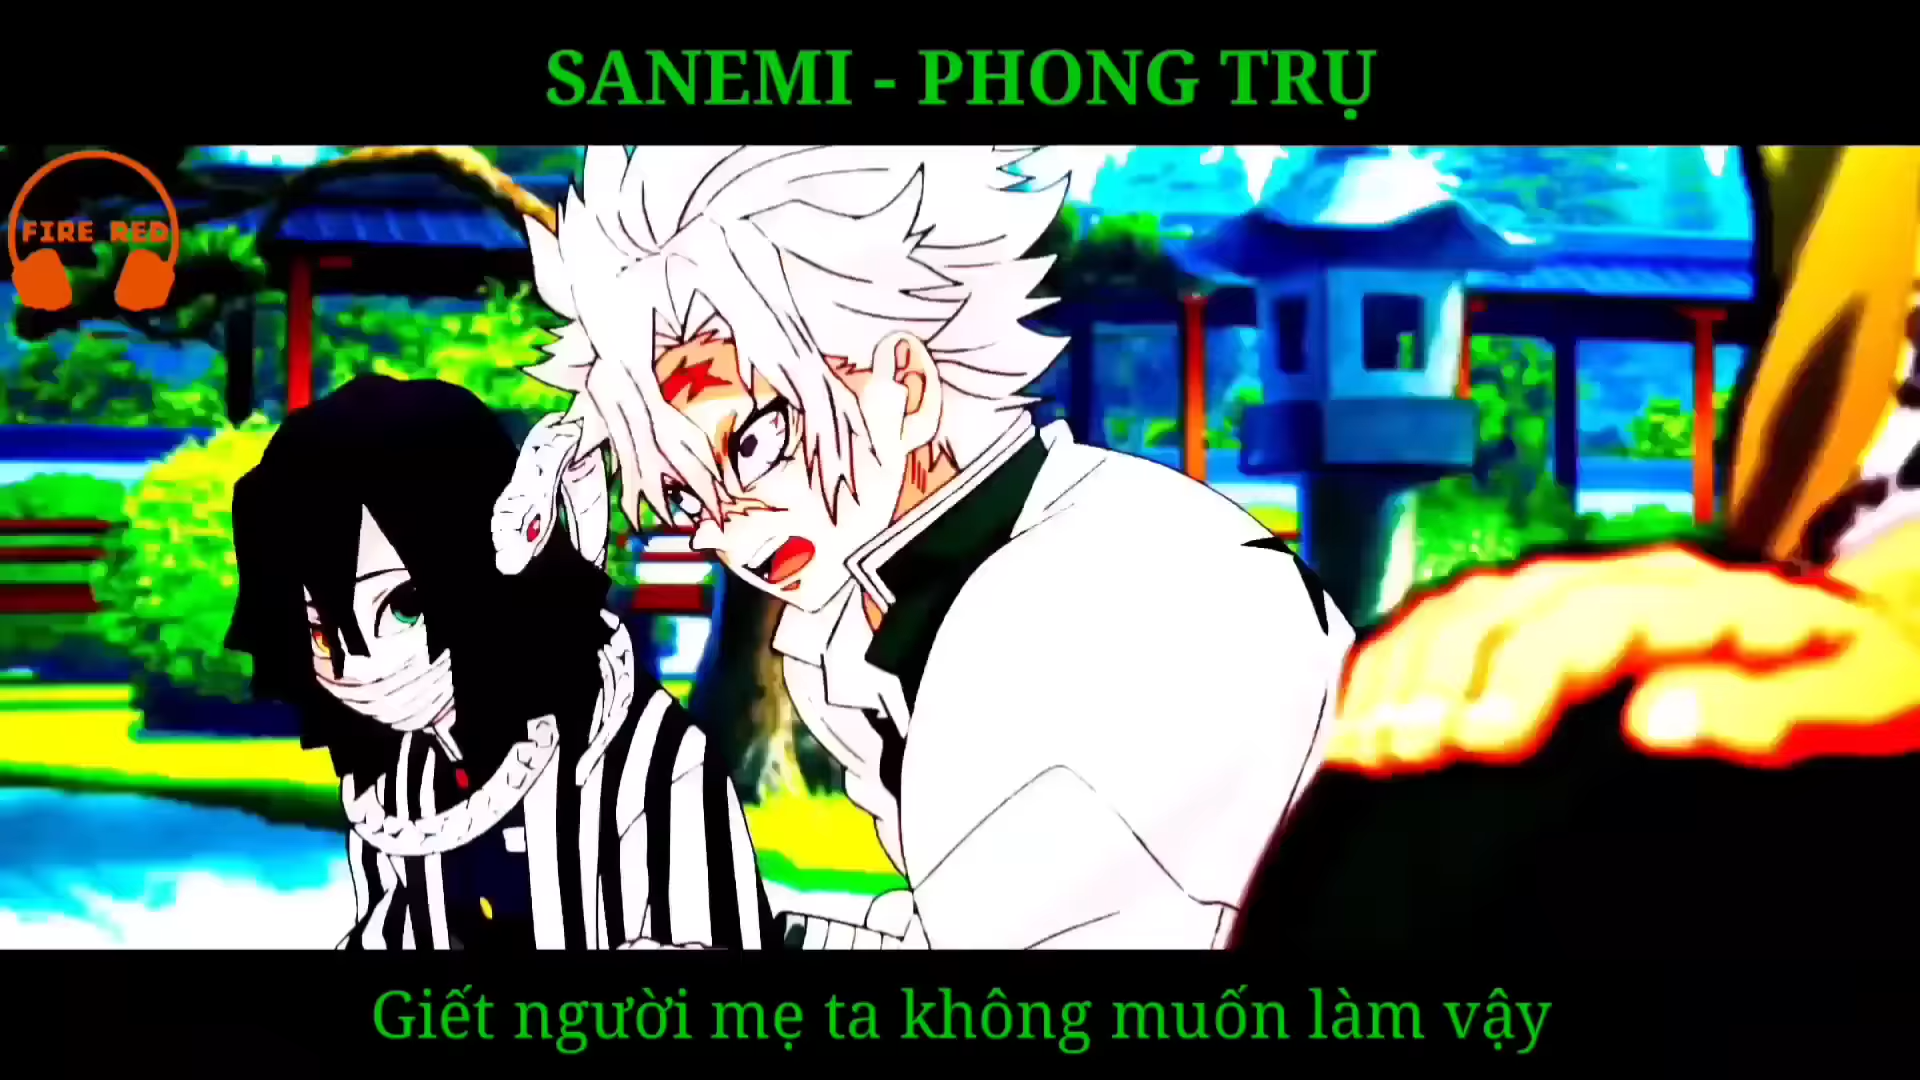 SANEMI - PHONG TRỤ
FIRE RED
Giết người mẹ ta không muốn làm vậy